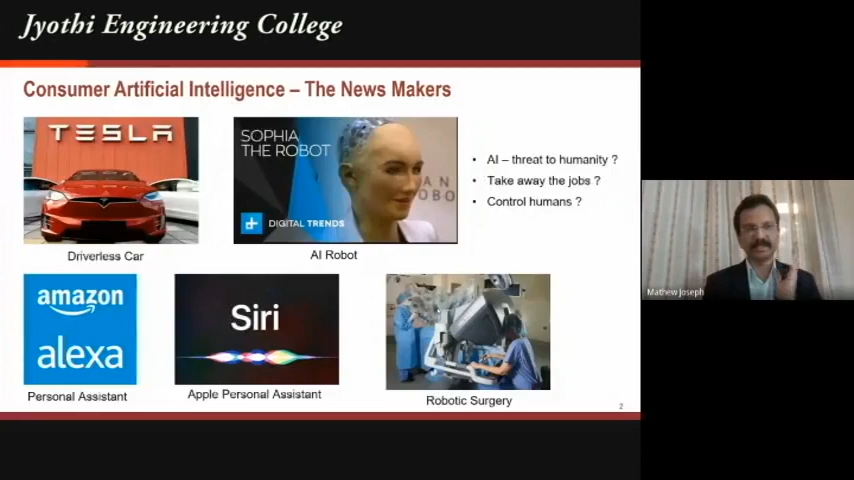 Jyothi Engineering College
Consumer Artificial Intelligence – The News Makers
TESLA
SOPHIA
THE ROBOT
DIGITAL TRENDS
Driverless Car
AI Robot
• AI – threat to humanity ?
• Take away the jobs ?
• Control humans ?
amazon
alexa
Siri
Personal Assistant
Apple Personal Assistant
Robotic Surgery
2
Mathew Joseph